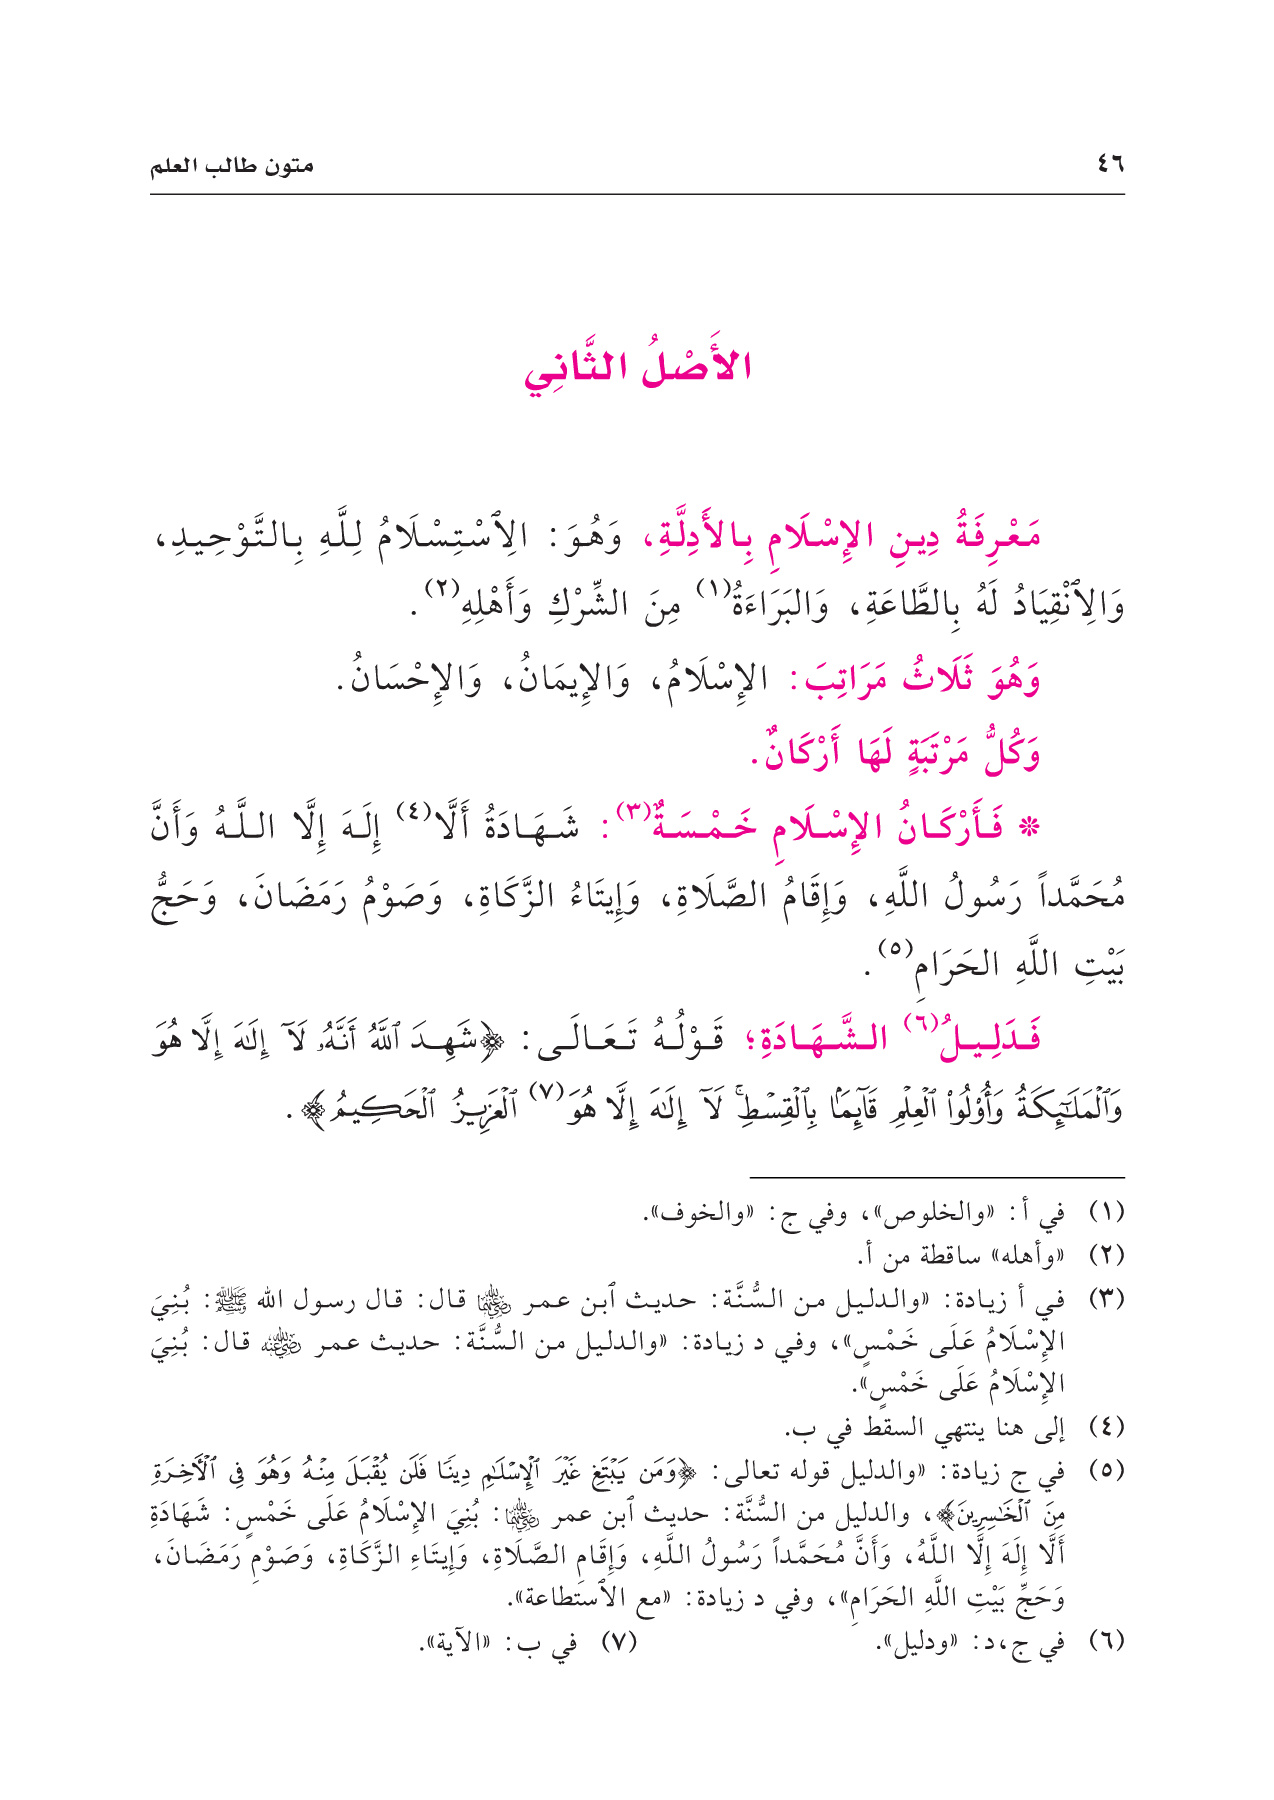 ٤٦
متون طالب العلم
الأَصْلُ الثَّانِي
مَعْرِفَةُ دِينِ الإِسْلَامِ بِالأَدِلَّةِ، وَهُوَ: الِاسْتِسْلَامُ لِلَّهِ بِالتَّوْحِيدِ،
وَالِانْقِيَادُ لَهُ بِالطَّاعَةِ، وَالبَرَاءَةُ(١) مِنَ الشِّرْكِ وَأَهْلِهِ(٢).
وَهُوَ ثَلَاثُ مَرَاتِبَ: الإِسْلَامُ، وَالإِيمَانُ، وَالإِحْسَانُ.
وَكُلُّ مَرْتَبَةٍ لَهَا أَرْكَانٌ.
❊ فَأَرْكَانُ الإِسْلَامِ خَمْسَةٌ(٣): شَهَادَةُ أَلَّا(٤) إِلَهَ إِلَّا اللَّهُ وَأَنَّ
مُحَمَّداً رَسُولُ اللَّهِ، وَإِقَامُ الصَّلَاةِ، وَإِيتَاءُ الزَّكَاةِ، وَصَوْمُ رَمَضَانَ، وَحَجُّ
بَيْتِ اللَّهِ الحَرَامِ(٥).
فَدَلِيلُ(٦) الشَّهَادَةِ؛ قَوْلُهُ تَعَالَى: ﴿شَهِدَ ٱللَّهُ أَنَّهُۥ لَآ إِلَٰهَ إِلَّا هُوَ
وَٱلْمَلَٰٓئِكَةُ وَأُو۟لُوا۟ ٱلْعِلْمِ قَآئِمًۢا بِٱلْقِسْطِ ۚ لَآ إِلَٰهَ إِلَّا هُوَ(٧) ٱلْعَزِيزُ ٱلْحَكِيمُ﴾.
(١) في أ: «والخلوص»، وفي ج: «والخوف».
(٢) «وأهله» ساقطة من أ.
(٣) في أ زيادة: «والدليل من السُّنَّة: حديث ٱبن عمر رضي الله عنهما قال: قال رسول الله ﷺ: بُنِيَ
الإِسْلَامُ عَلَى خَمْسٍ»، وفي د زيادة: «والدليل من السُّنَّة: حديث عمر رضي الله عنه قال: بُنِيَ
الإِسْلَامُ عَلَى خَمْسٍ».
(٤) إلى هنا ينتهي السقط في ب.
(٥) في ج زيادة: «والدليل قوله تعالى: ﴿وَمَن يَبْتَغِ غَيْرَ ٱلْإِسْلَٰمِ دِينًا فَلَن يُقْبَلَ مِنْهُ وَهُوَ فِى ٱلْـَٔاخِرَةِ
مِنَ ٱلْخَٰسِرِينَ﴾، والدليل من السُّنَّة: حديث ٱبن عمر رضي الله عنهما: بُنِيَ الإِسْلَامُ عَلَى خَمْسٍ: شَهَادَةِ
أَلَّا إِلَهَ إِلَّا اللَّهُ، وَأَنَّ مُحَمَّداً رَسُولُ اللَّهِ، وَإِقَامِ الصَّلَاةِ، وَإِيتَاءِ الزَّكَاةِ، وَصَوْمِ رَمَضَانَ،
وَحَجِّ بَيْتِ اللَّهِ الحَرَامِ»، وفي د زيادة: «مع الٱستطاعة».
(٦) في ج،د: «ودليل». (٧) في ب: «الآية».